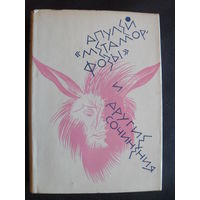 АПУЛЕЙ
«МЕТАМОР-
ФОЗЫ»
И
ДРУГИЕ
СОЧИНЕНИЯ